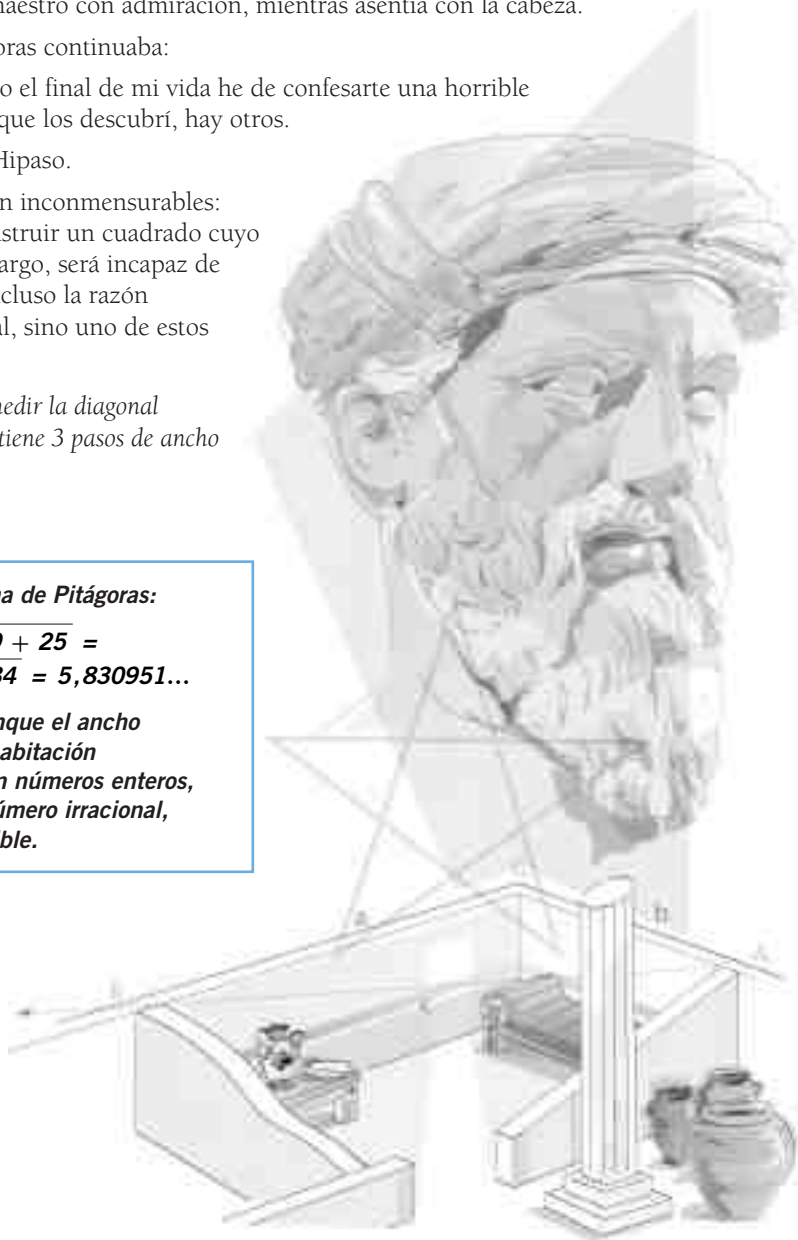 maestro con admiración, mientras asentía con la cabeza.
oras continuaba:
o el final de mi vida he de confesarte una horrible
que los descubrí, hay otros.
Hipaso.
n inconmensurables:
struir un cuadrado cuyo
argo, será incapaz de
cluso la razón
al, sino uno de estos
nedir la diagonal
tiene 3 pasos de ancho
na de Pitágoras:
9 + 25 =
34 = 5,830951...
nque el ancho
abitación
n números enteros,
úmero irracional,
ible.
A
B